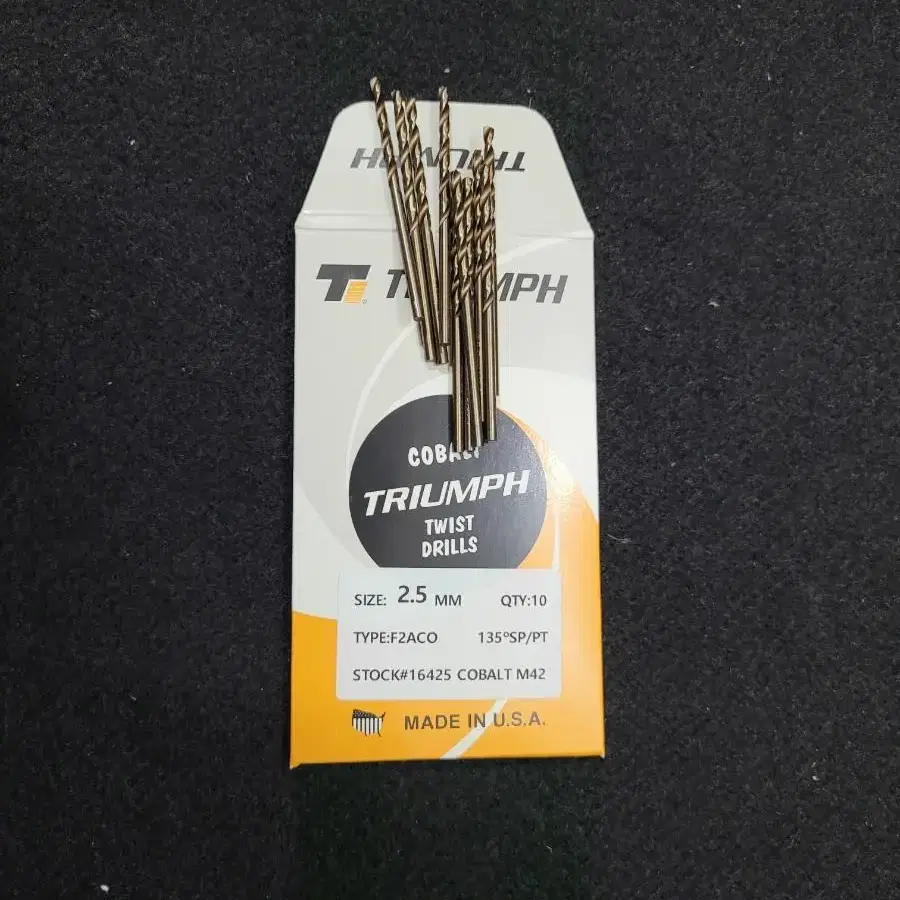 TRIUMPH
TRIUMPH
COBALT
TRIUMPH
TWIST
DRILLS
SIZE: 2.5 MM QTY:10
TYPE:F2ACO 135°SP/PT
STOCK#16425 COBALT M42
MADE IN U.S.A.